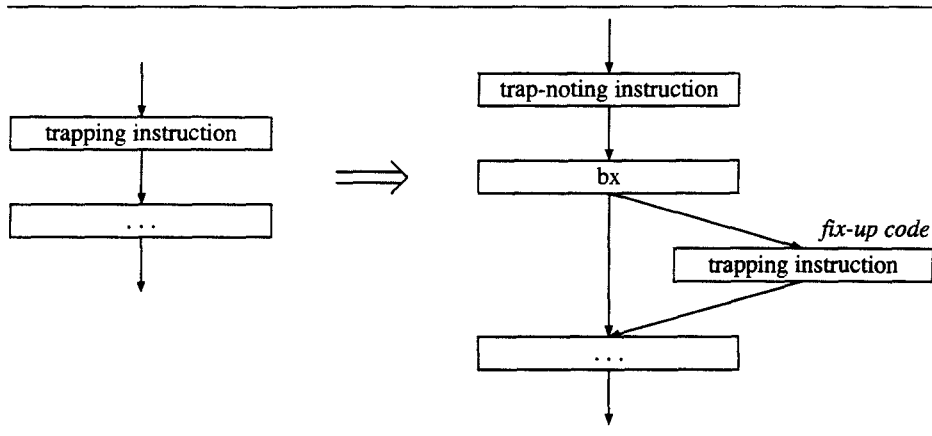 trapping instruction
. . .
trap-noting instruction
bx
fix-up code
trapping instruction
. . .